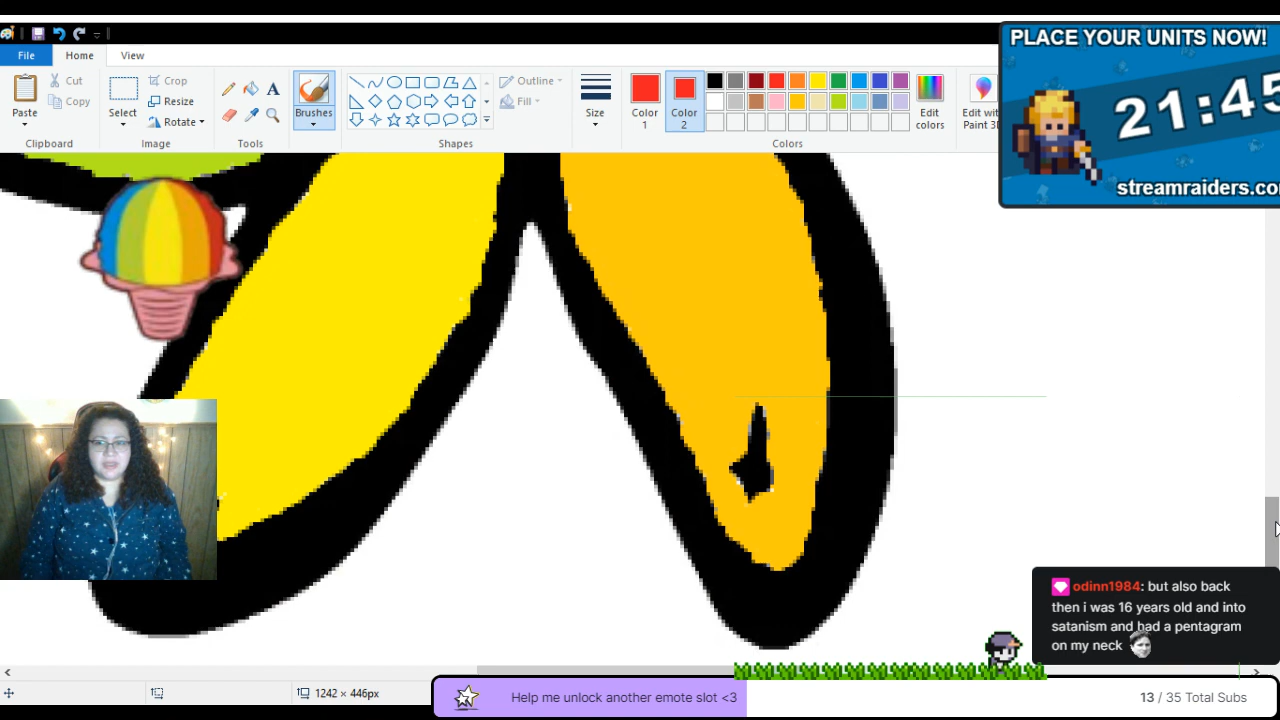 File
Home
View
PLACE YOUR UNITS NOW!
21:45
streamraiders.co
Paste
Cut
Copy
Clipboard
Select
Crop
Resize
Rotate
Image
A
Tools
Brushes
Shapes
Outline
Fill
Size
Color
1
Color
2
Edit
colors
Edit with
Paint 3D
Colors
odinn1984: but also back
then i was 16 years old and into
satanism and had a pentagram
on my neck
1242 × 446px
Help me unlock another emote slot <3
13 / 35 Total Subs